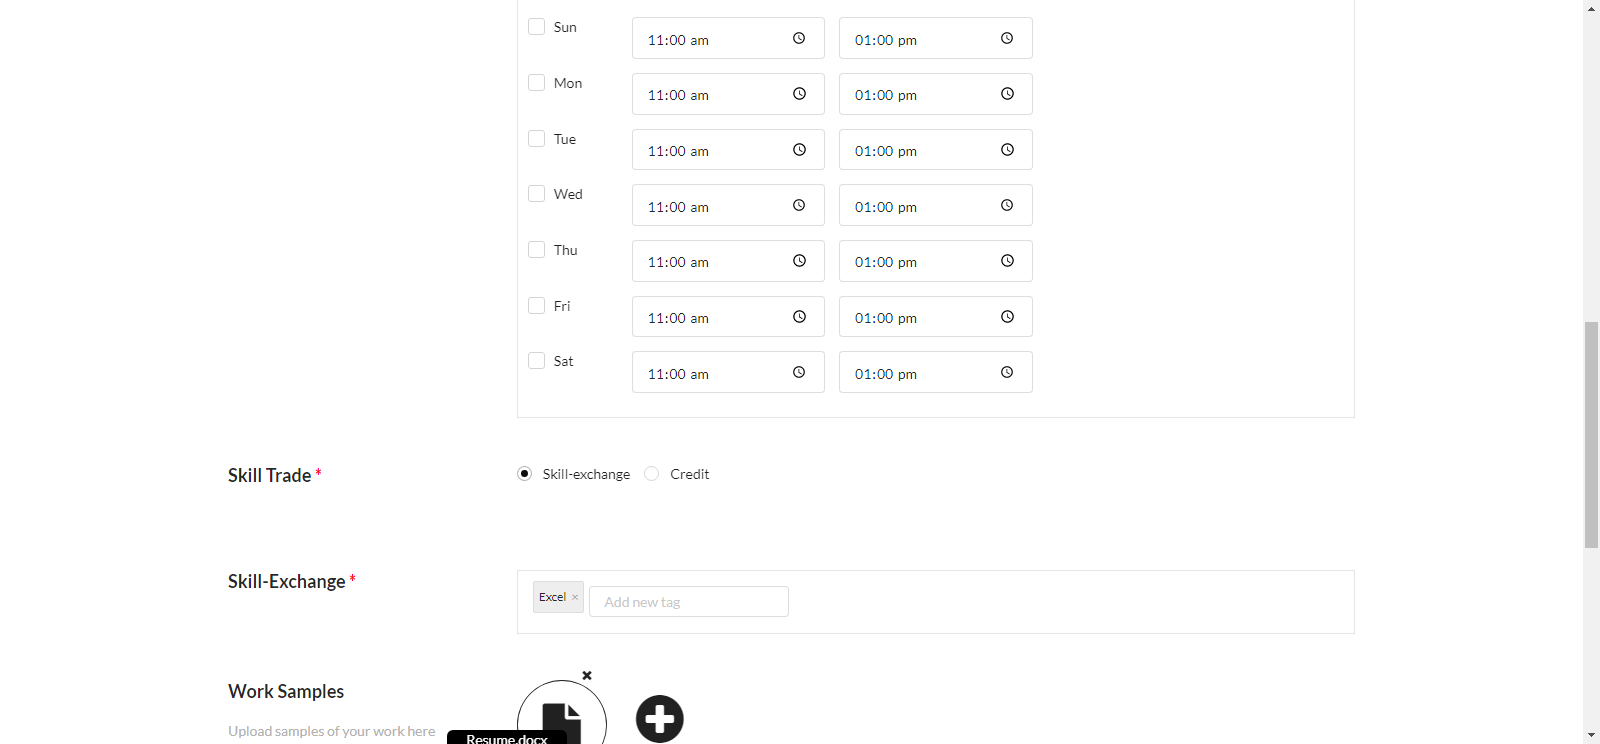 Sun 11:00 am 01:00 pm
Mon 11:00 am 01:00 pm
Tue 11:00 am 01:00 pm
Wed 11:00 am 01:00 pm
Thu 11:00 am 01:00 pm
Fri 11:00 am 01:00 pm
Sat 11:00 am 01:00 pm
Skill Trade * Skill-exchange Credit
Skill-Exchange * Excel × Add new tag
Work Samples
Upload samples of your work here
Resume.docx